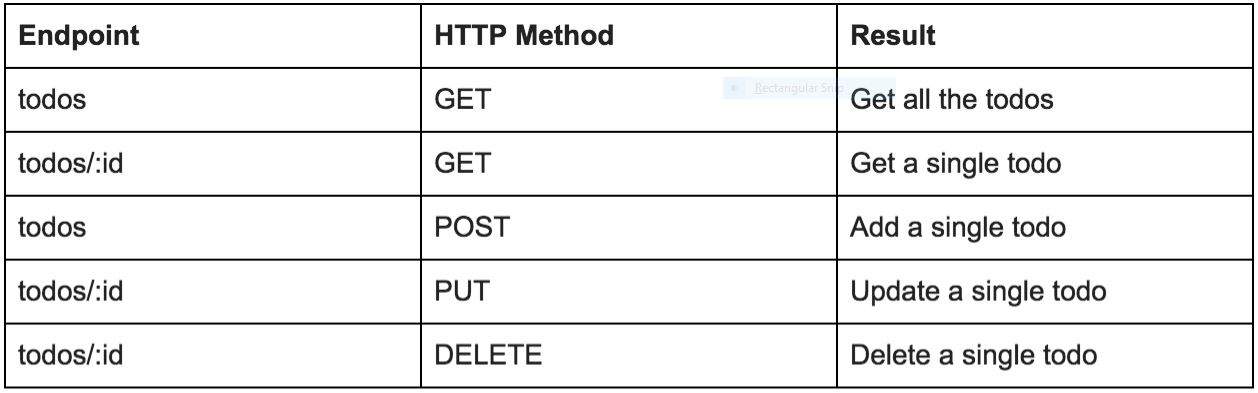 Endpoint HTTP Method Result
todos GET Get all the todos
Rectangular Snip
todos/:id GET Get a single todo
todos POST Add a single todo
todos/:id PUT Update a single todo
todos/:id DELETE Delete a single todo